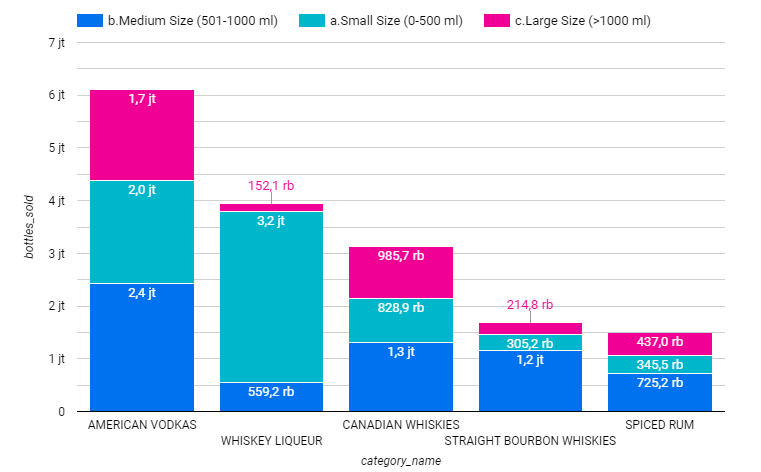 b.Medium Size (501-1000 ml) a.Small Size (0-500 ml) c.Large Size (>1000 ml)
7 jt
6 jt
5 jt
4 jt
3 jt
2 jt
1 jt
0
bottles_sold
1,7 jt
2,0 jt
2,4 jt
152,1 rb
3,2 jt
559,2 rb
985,7 rb
828,9 rb
1,3 jt
214,8 rb
305,2 rb
1,2 jt
437,0 rb
345,5 rb
725,2 rb
AMERICAN VODKAS
WHISKEY LIQUEUR
CANADIAN WHISKIES
STRAIGHT BOURBON WHISKIES
SPICED RUM
category_name